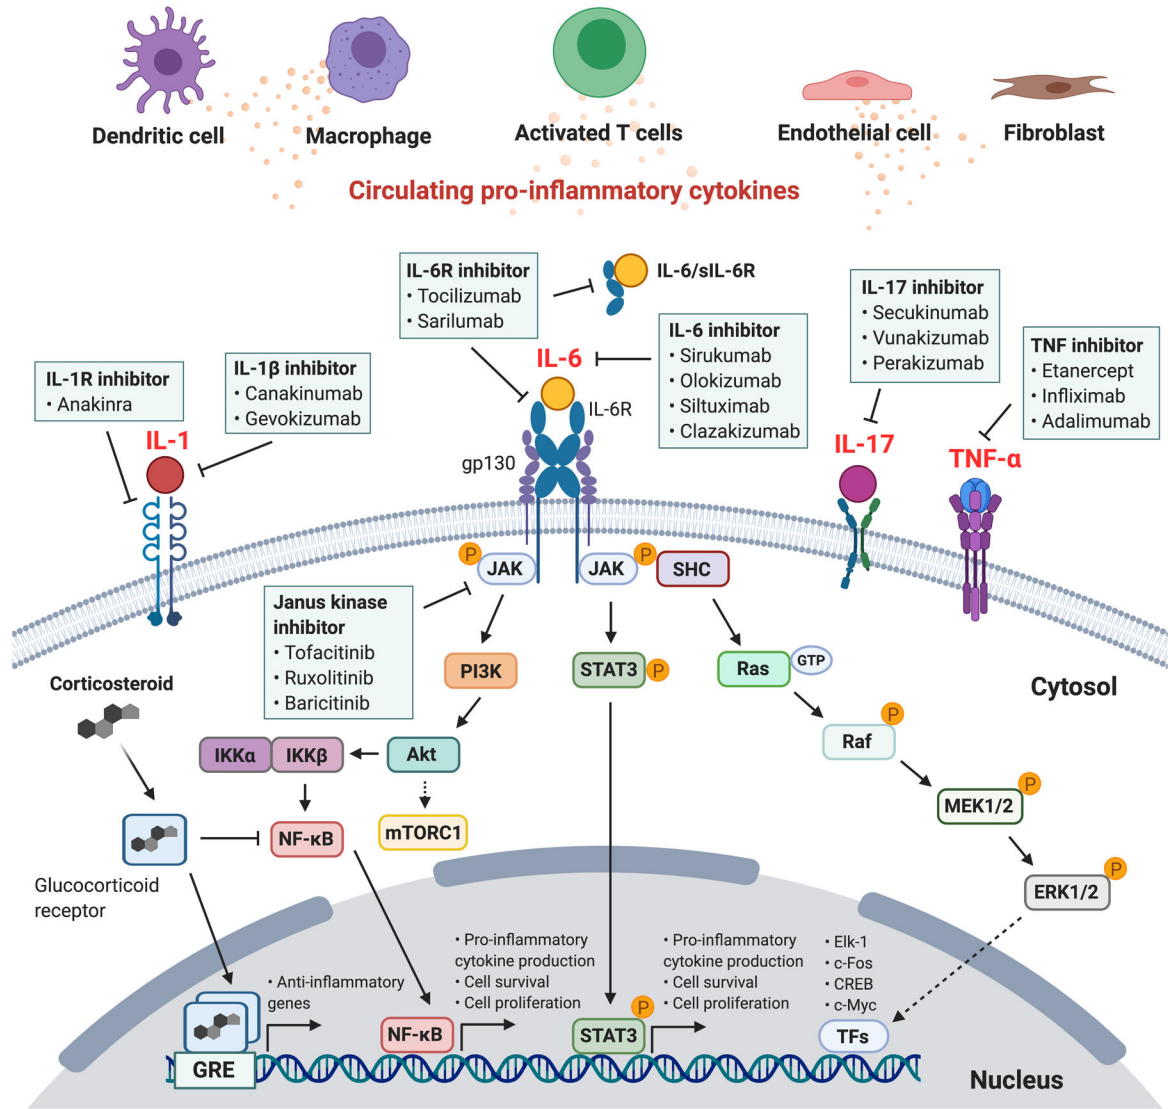 Dendritic cell
Macrophage
Activated T cells
Endothelial cell
Fibroblast
Circulating pro-inflammatory cytokines
IL-6R inhibitor
• Tocilizumab
• Sarilumab
IL-6/sIL-6R
IL-6 inhibitor
• Sirukumab
• Olokizumab
• Siltuximab
• Clazakizumab
IL-17 inhibitor
• Secukinumab
• Vunakizumab
• Perakizumab
TNF inhibitor
• Etanercept
• Infliximab
• Adalimumab
IL-1R inhibitor
• Anakinra
IL-1β inhibitor
• Canakinumab
• Gevokizumab
IL-1
IL-6
IL-6R
gp130
IL-17
TNF-α
P
JAK
JAK
P
SHC
Janus kinase
inhibitor
• Tofacitinib
• Ruxolitinib
• Baricitinib
PI3K
STAT3
P
Ras
GTP
Corticosteroid
Cytosol
P
Raf
IKKα
IKKβ
Akt
P
MEK1/2
NF-κB
mTORC1
P
ERK1/2
Glucocorticoid
receptor
• Anti-inflammatory
genes
• Pro-inflammatory
cytokine production
• Cell survival
• Cell proliferation
• Pro-inflammatory
cytokine production
• Cell survival
• Cell proliferation
• Elk-1
• c-Fos
• CREB
• c-Myc
P
NF-κB
STAT3
TFs
GRE
Nucleus